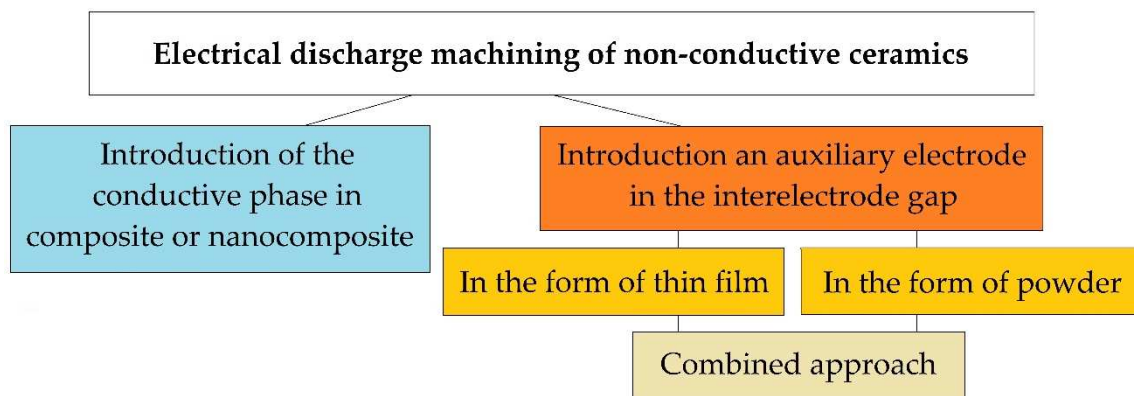 Electrical discharge machining of non-conductive ceramics
Introduction of the
conductive phase in
composite or nanocomposite
Introduction an auxiliary electrode
in the interelectrode gap
In the form of thin film
In the form of powder
Combined approach